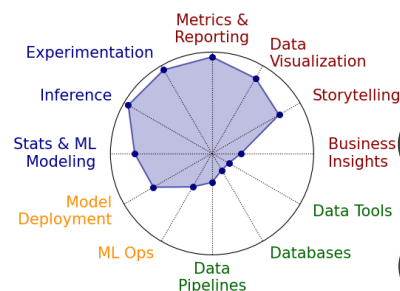 Metrics &
Reporting
Data
Visualization
Storytelling
Business
Insights
Data Tools
Databases
Data
Pipelines
ML Ops
Model
Deployment
Stats & ML
Modeling
Inference
Experimentation